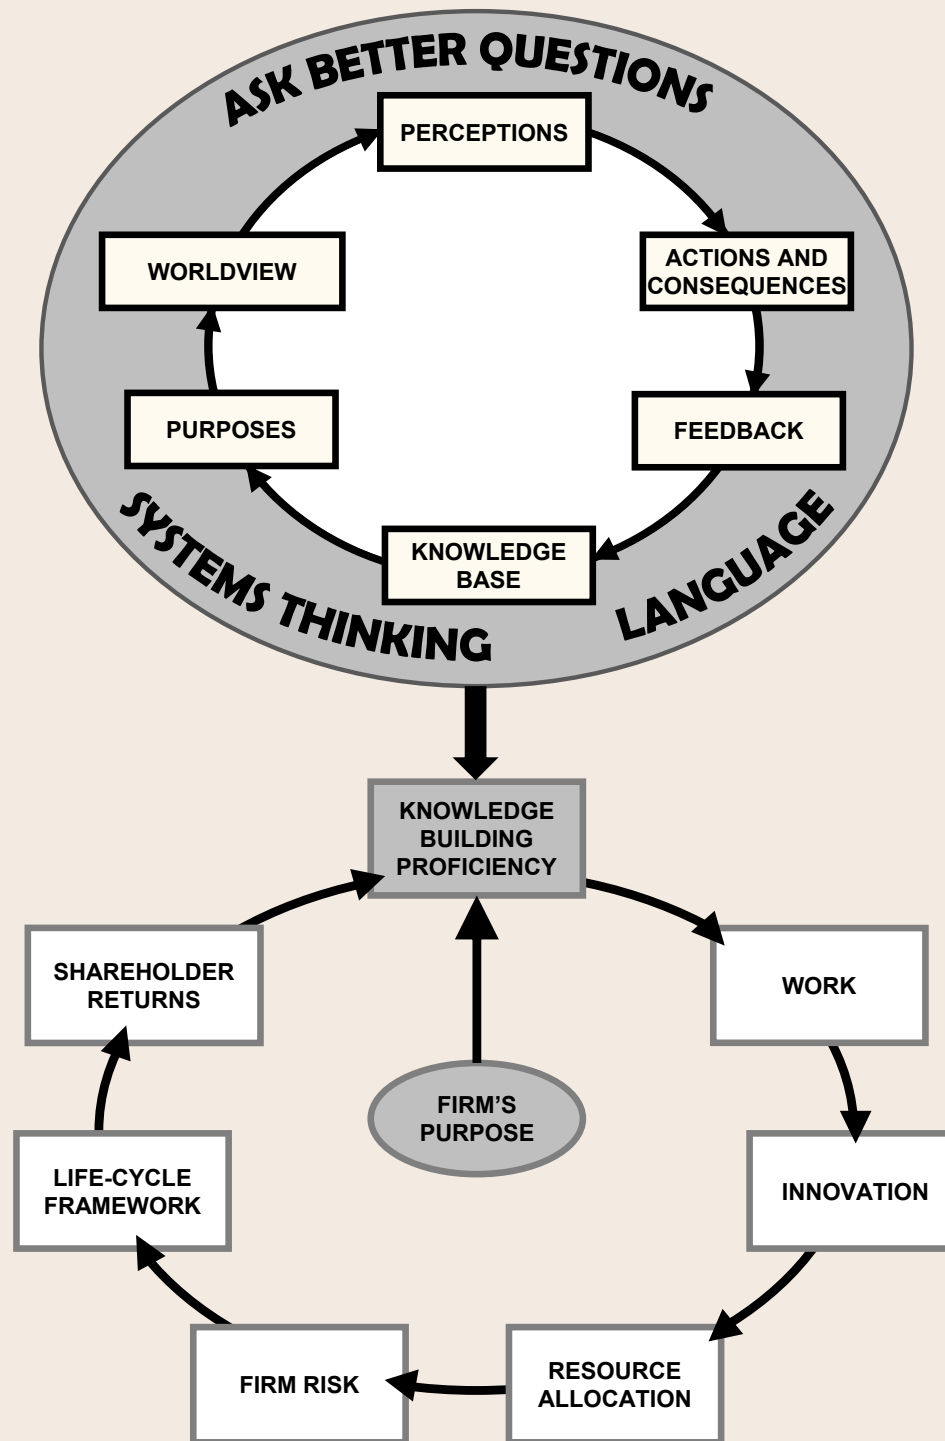 ASK BETTER QUESTIONS
PERCEPTIONS
WORLDVIEW
ACTIONS AND
CONSEQUENCES
PURPOSES
FEEDBACK
KNOWLEDGE
BASE
SYSTEMS THINKING
LANGUAGE
KNOWLEDGE
BUILDING
PROFICIENCY
SHAREHOLDER
RETURNS
WORK
FIRM'S
PURPOSE
LIFE-CYCLE
FRAMEWORK
INNOVATION
FIRM RISK
RESOURCE
ALLOCATION